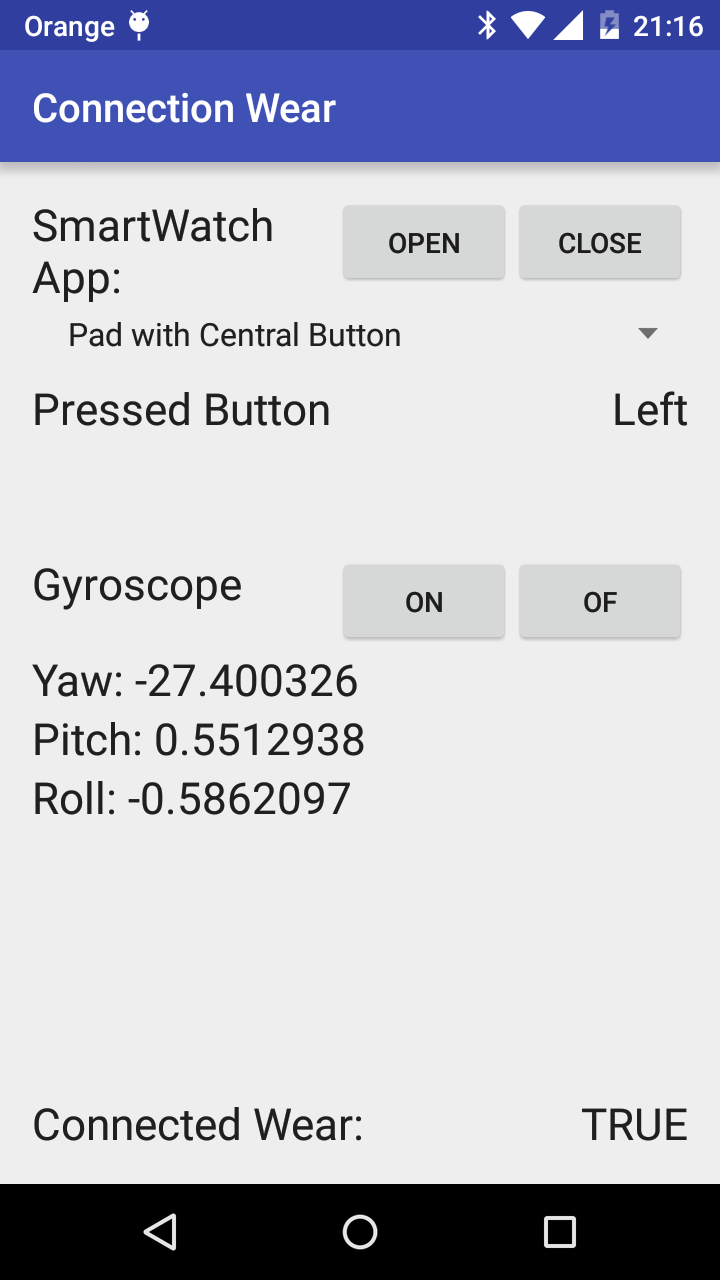 Orange 21:16
Connection Wear
SmartWatch App:
OPEN CLOSE
Pad with Central Button
Pressed Button Left
Gyroscope ON OF
Yaw: -27.400326
Pitch: 0.5512938
Roll: -0.5862097
Connected Wear: TRUE